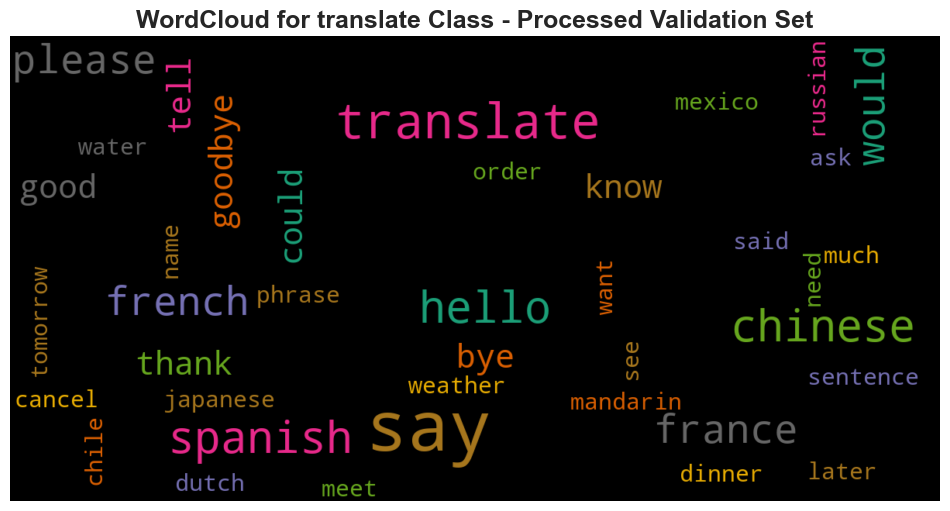 WordCloud for translate Class - Processed Validation Set
please
tell
goodbye
translate
mexico
russian
would
water
order
ask
good
could
know
name
said
much
tomorrow
french
phrase
hello
want
need
chinese
thank
bye
see
weather
sentence
cancel
japanese
say
mandarin
chile
spanish
france
dutch
meet
dinner
later